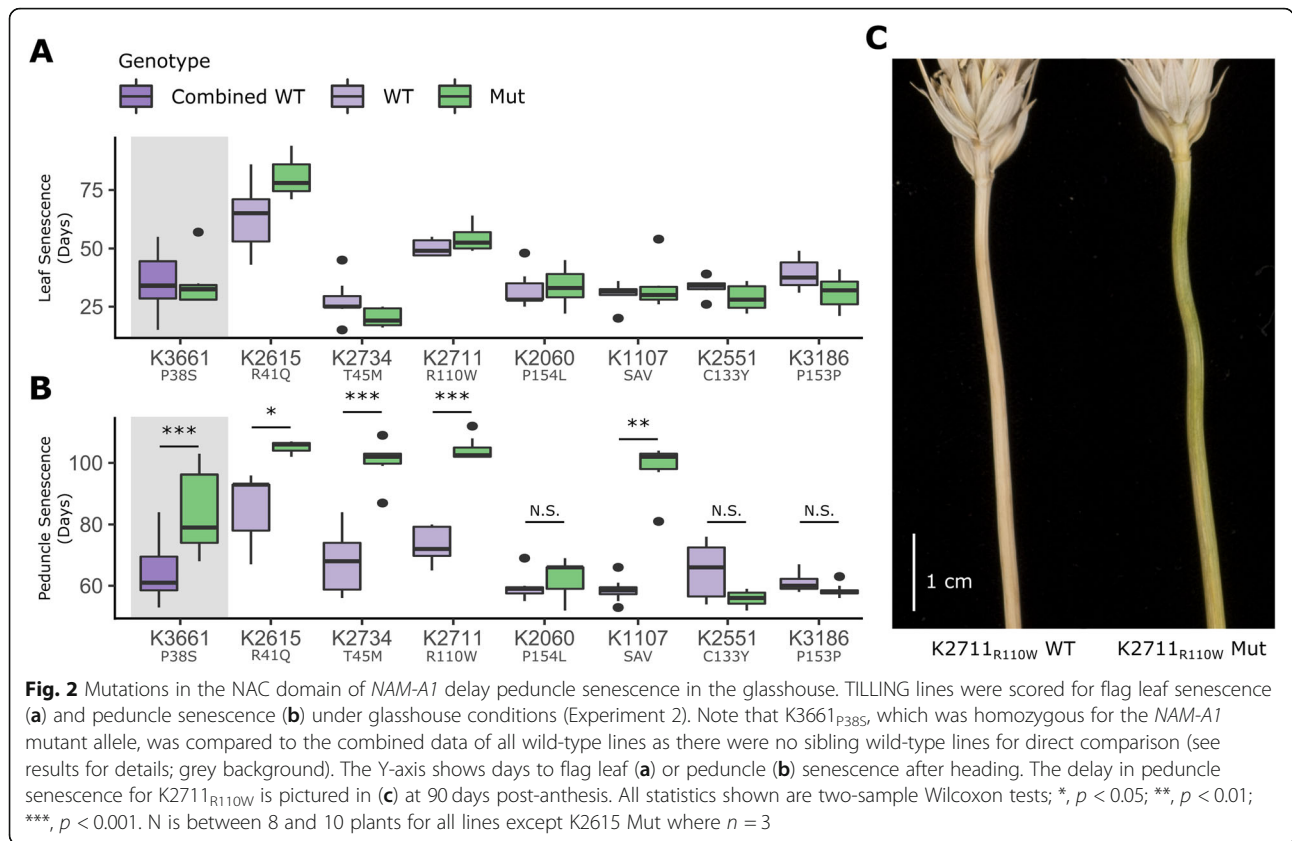 A
Genotype
Combined WT WT Mut
Leaf Senescence
(Days)
75
50
25
K3661 K2615 K2734 K2711 K2060 K1107 K2551 K3186
P38S R41Q T45M R110W P154L SAV C133Y P153P
B
*** * *** *** N.S. ** N.S. N.S.
Peduncle Senescence
(Days)
100
80
60
K3661 K2615 K2734 K2711 K2060 K1107 K2551 K3186
P38S R41Q T45M R110W P154L SAV C133Y P153P
C
1 cm
K2711R110W WT K2711R110W Mut
Fig. 2 Mutations in the NAC domain of NAM-A1 delay peduncle senescence in the glasshouse. TILLING lines were scored for flag leaf senescence
(a) and peduncle senescence (b) under glasshouse conditions (Experiment 2). Note that K3661P38S, which was homozygous for the NAM-A1
mutant allele, was compared to the combined data of all wild-type lines as there were no sibling wild-type lines for direct comparison (see
results for details; grey background). The Y-axis shows days to flag leaf (a) or peduncle (b) senescence after heading. The delay in peduncle
senescence for K2711R110W is pictured in (c) at 90 days post-anthesis. All statistics shown are two-sample Wilcoxon tests; *, p < 0.05; **, p < 0.01;
***, p < 0.001. N is between 8 and 10 plants for all lines except K2615 Mut where n = 3